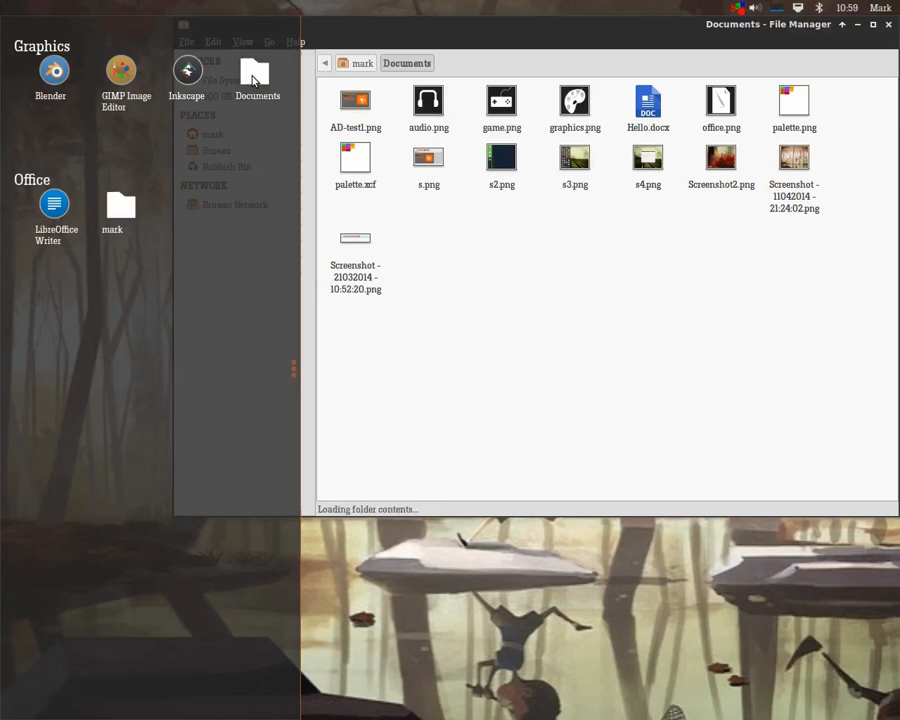 10:59 Mark
Documents - File Manager
File Edit View Go Help
Graphics
Blender
GIMP Image
Editor
Inkscape
Documents
Office
LibreOffice
Writer
mark
PLACES
mark
Bureau
Rubbish Bin
NETWORK
Browse Network
mark
Documents
AD-test1.png
audio.png
game.png
graphics.png
Hello.docx
DOC
office.png
palette.png
palette.xcf
s.png
s2.png
s3.png
s4.png
Screenshot2.png
Screenshot -
11042014 -
21:24:02.png
Screenshot -
21032014 -
10:52:20.png
Loading folder contents...